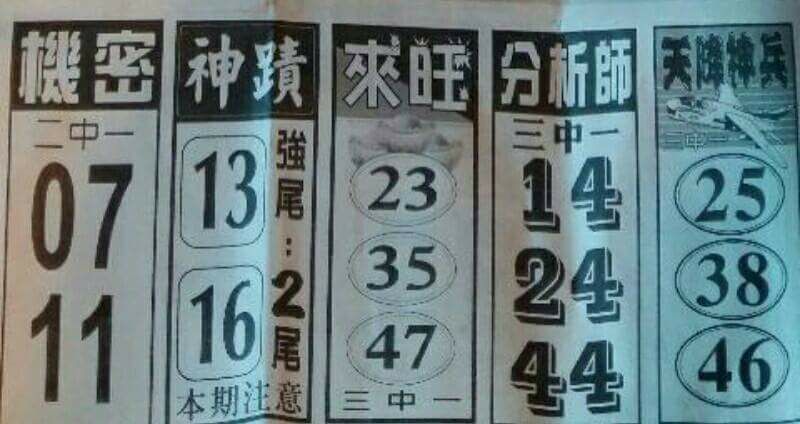 機密
二中一
07
11
神蹟
13
16
強尾:2尾
本期注意
來旺
23
35
47
三中一
分析師
三中一
14
24
44
天降神兵
三中一
25
38
46